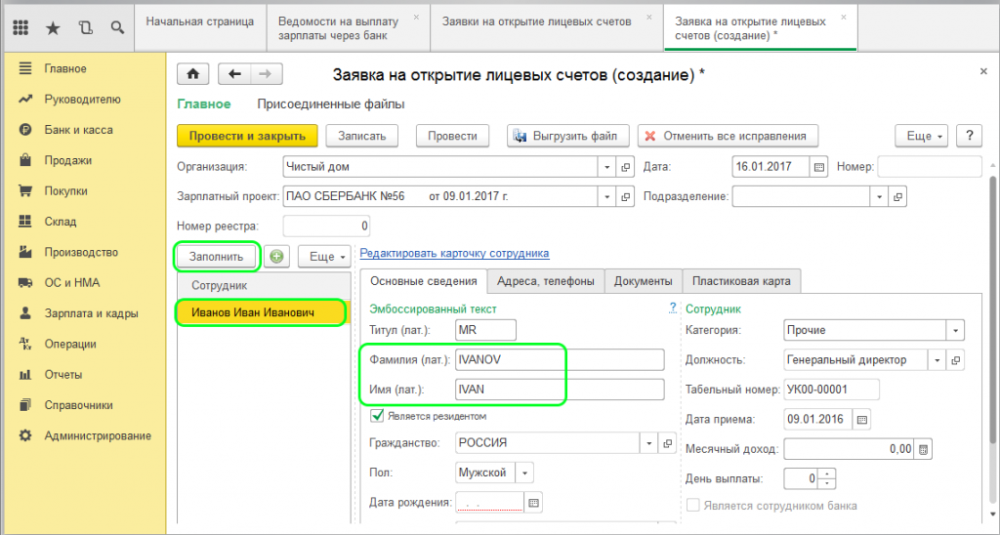 Начальная страница
Ведомости на выплату
зарплаты через банк
Заявки на открытие лицевых счетов
Заявка на открытие лицевых
счетов (создание) *
Главное
Руководителю
Банк и касса
Продажи
Покупки
Склад
Производство
ОС и НМА
Зарплата и кадры
Операции
Отчеты
Справочники
Администрирование
Заявка на открытие лицевых счетов (создание) *
Главное Присоединенные файлы
Провести и закрыть Записать Провести Выгрузить файл Отменить все исправления Еще ?
Организация: Чистый дом Дата: 16.01.2017 Номер:
Зарплатный проект: ПАО СБЕРБАНК №56 от 09.01.2017 г. Подразделение:
Номер реестра: 0
Заполнить Еще Редактировать карточку сотрудника
Сотрудник
Иванов Иван Иванович
Основные сведения Адреса, телефоны Документы Пластиковая карта
Эмбоссированный текст ?
Титул (лат.): MR
Фамилия (лат.): IVANOV
Имя (лат.): IVAN
Является резидентом
Гражданство: РОССИЯ
Пол: Мужской
Дата рождения: . .
Сотрудник
Категория: Прочие
Должность: Генеральный директор
Табельный номер: УК00-00001
Дата приема: 09.01.2016
Месячный доход: 0,00
День выплаты: 0
Является сотрудником банка